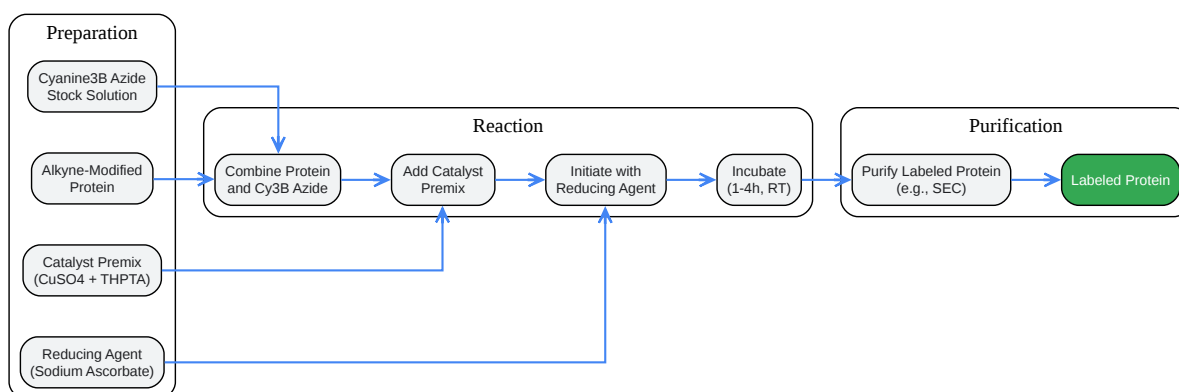 Preparation
Cyanine3B Azide
Stock Solution
Alkyne-Modified
Protein
Catalyst Premix
(CuSO4 + THPTA)
Reducing Agent
(Sodium Ascorbate)
Reaction
Combine Protein
and Cy3B Azide
Add Catalyst
Premix
Initiate with
Reducing Agent
Incubate
(1-4h, RT)
Purification
Purify Labeled Protein
(e.g., SEC)
Labeled Protein